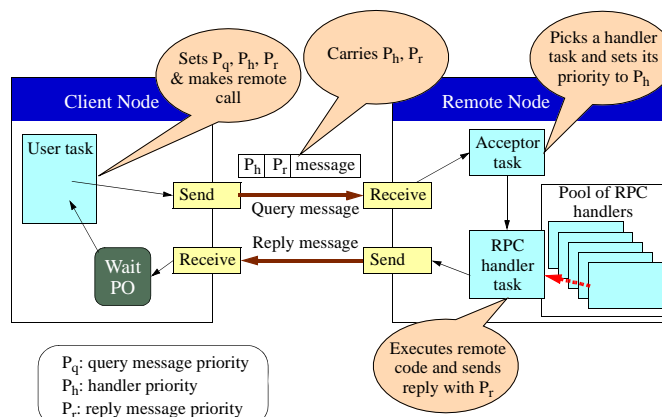 Sets Pq, Ph, Pr
& makes remote
call
Carries Ph, Pr
Picks a handler
task and sets its
priority to Ph
Client Node
Remote Node
User task
Ph Pr message
Acceptor
task
Send
Receive
Query message
Pool of RPC
handlers
Reply message
Wait
PO
Receive
Send
RPC
handler
task
Executes remote
code and sends
reply with Pr
Pq: query message priority
Ph: handler priority
Pr: reply message priority